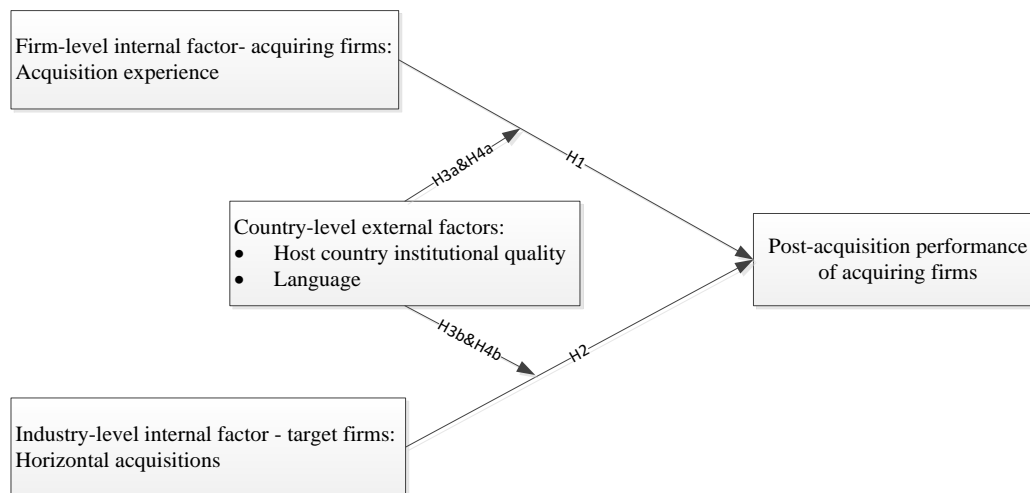 Firm-level internal factor- acquiring firms:
Acquisition experience
H3a&H4a
H1
Country-level external factors:
• Host country institutional quality
• Language
Post-acquisition performance
of acquiring firms
H3b&H4b
H2
Industry-level internal factor - target firms:
Horizontal acquisitions